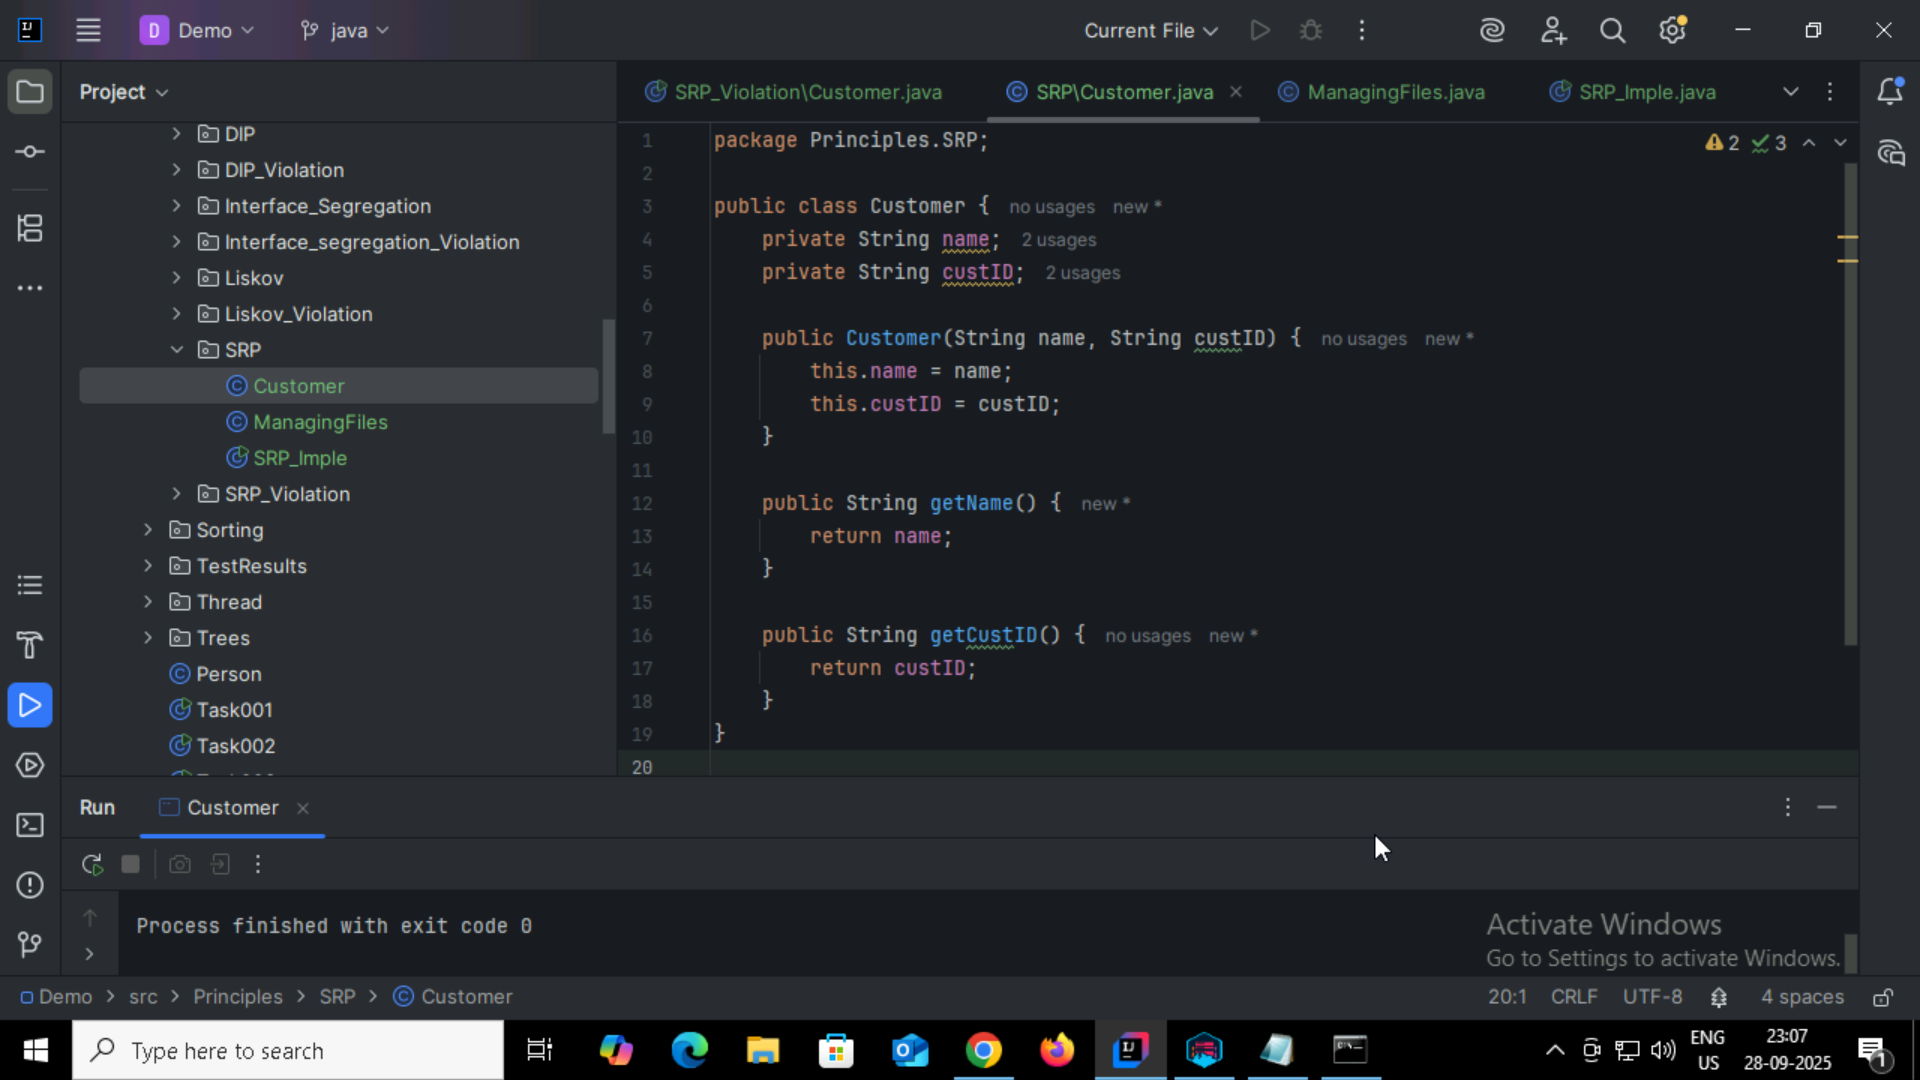 D Demo java Current File
Project
SRP_Violation\Customer.java SRP\Customer.java ManagingFiles.java SRP_Imple.java
DIP
DIP_Violation
Interface_Segregation
Interface_segregation_Violation
Liskov
Liskov_Violation
SRP
Customer
ManagingFiles
SRP_Imple
SRP_Violation
Sorting
TestResults
Thread
Trees
Person
Task001
Task002
2 3
1 package Principles.SRP;
2
3 public class Customer { no usages new *
4 private String name; 2 usages
5 private String custID; 2 usages
6
7 public Customer(String name, String custID) { no usages new *
8 this.name = name;
9 this.custID = custID;
10 }
11
12 public String getName() { new *
13 return name;
14 }
15
16 public String getCustID() { no usages new *
17 return custID;
18 }
19 }
20
Run Customer
Process finished with exit code 0
Activate Windows
Go to Settings to activate Windows.
Demo > src > Principles > SRP > Customer 20:1 CRLF UTF-8 4 spaces
Type here to search
ENG
US
23:07
28-09-2025
1